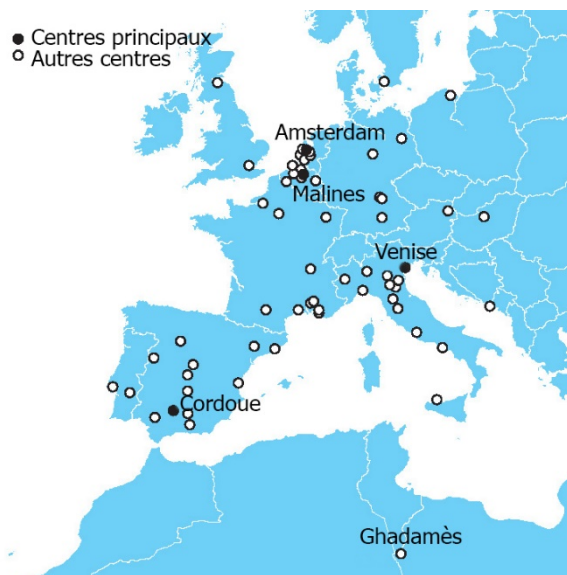 Centres principaux
Autres centres
Amsterdam
Malines
Venise
Cordoue
Ghadamès